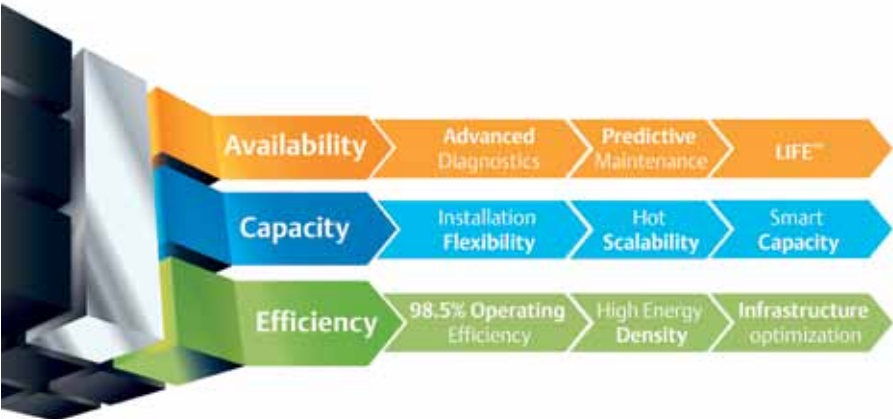 Availability
Advanced
Diagnostics
Predictive
Maintenance
LIFE™
Capacity
Installation
Flexibility
Hot
Scalability
Smart
Capacity
Efficiency
98.5% Operating
Efficiency
High Energy
Density
Infrastructure
optimization